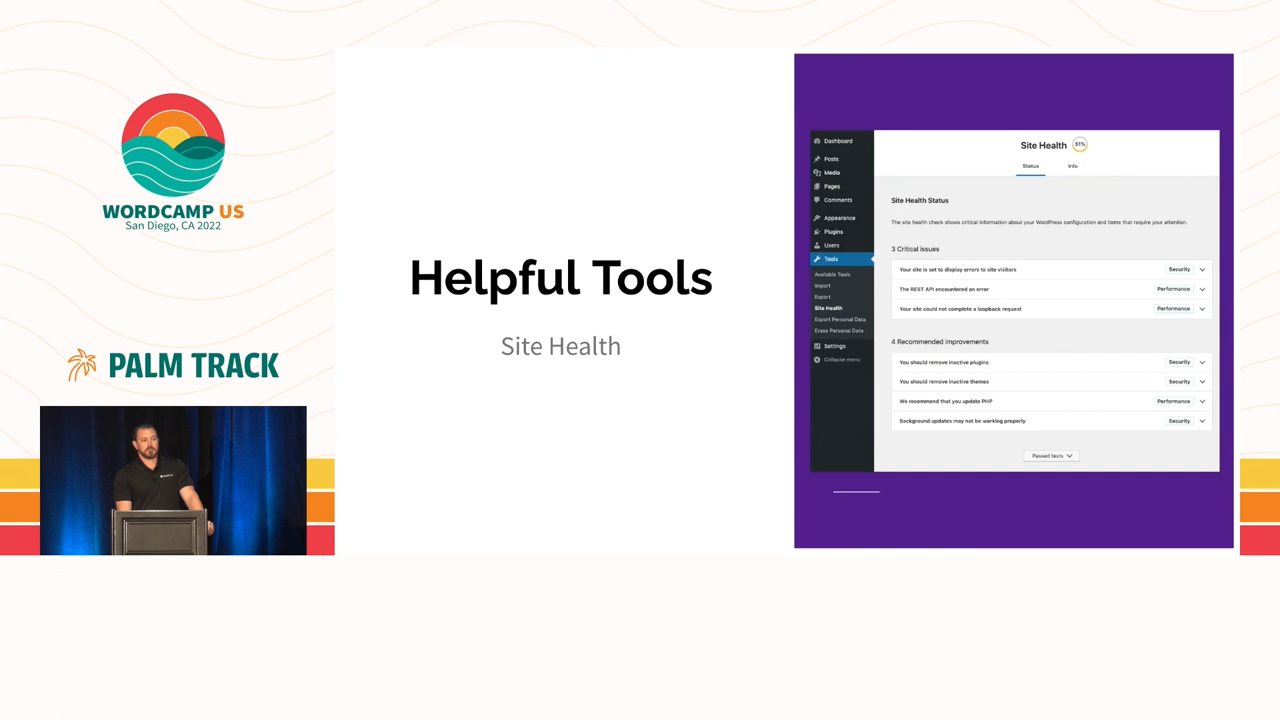 WORDCAMP US
San Diego, CA 2022
PALM TRACK
Helpful Tools
Site Health
Dashboard
Posts
Media
Pages
Comments
Appearance
Plugins
Users
Tools
Available Tools
Import
Export
Site Health
Export Personal Data
Erase Personal Data
Settings
Collapse menu
Site Health 51%
Status Info
Site Health Status
The site health check shows critical information about your WordPress configuration and items that require your attention.
3 Critical issues
Your site is set to display errors to site visitors Security
The REST API encountered an error Performance
Your site could not complete a loopback request Performance
4 Recommended improvements
You should remove inactive plugins Security
You should remove inactive themes Security
We recommend that you update PHP Performance
Background updates may not be working properly Security
Passed tests